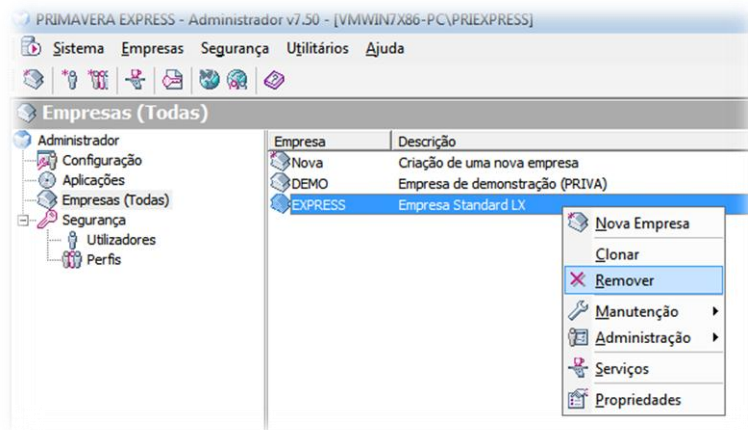 PRIMAVERA EXPRESS - Administrador v7.50 - [VMWIN7X86-PC\PRIEXPRESS]
Sistema Empresas Segurança Utilitários Ajuda
Empresas (Todas)
Administrador
Configuração
Aplicações
Empresas (Todas)
Segurança
Utilizadores
Perfis
Empresa Descrição
Nova Criação de uma nova empresa
DEMO Empresa de demonstração (PRIVA)
EXPRESS Empresa Standard LX
Nova Empresa
Clonar
Remover
Manutenção
Administração
Serviços
Propriedades